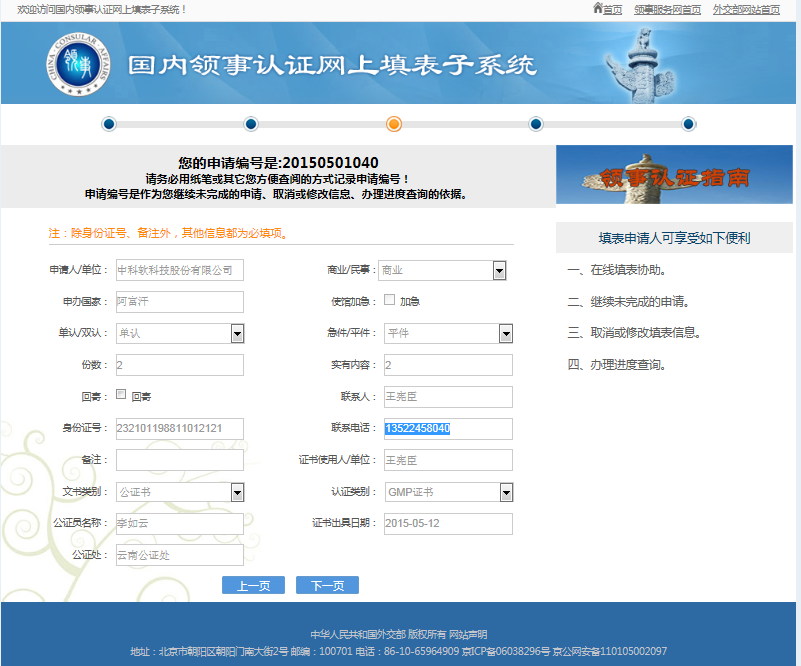 欢迎访问国内领事认证网上填表子系统！ 首页 领事服务网首页 外交部网站首页
CHINA CONSULAR AFFAIRS
领事
国内领事认证网上填表子系统
您的申请编号是:20150501040
请务必用纸笔或其它您方便查阅的方式记录申请编号！
申请编号是作为您继续未完成的申请、取消或修改信息、办理进度查询的依据。
领事认证指南
注：除身份证号、备注外，其他信息都为必填项。
填表申请人可享受如下便利
申请人/单位： 中科软科技股份有限公司 商业/民事： 商业
一、在线填表协助。
申办国家： 阿富汗 使馆加急： 加急
二、继续未完成的申请。
单认/双认： 单认 急件/平件： 平件
三、取消或修改填表信息。
份数： 2 实有内容： 2
四、办理进度查询。
回寄： 回寄 联系人： 王宪臣
身份证号： 232101198811012121 联系电话： 13522458040
备注： 证书使用人/单位： 王宪臣
文书类别： 公证书 认证类别： GMP证书
公证员名称： 李如云 证书出具日期： 2015-05-12
公证处： 云南公证处
上一页 下一页
中华人民共和国外交部 版权所有 网站声明
地址：北京市朝阳区朝阳门南大街2号 邮编：100701 电话：86-10-65964909 京ICP备06038296号 京公网安备110105002097